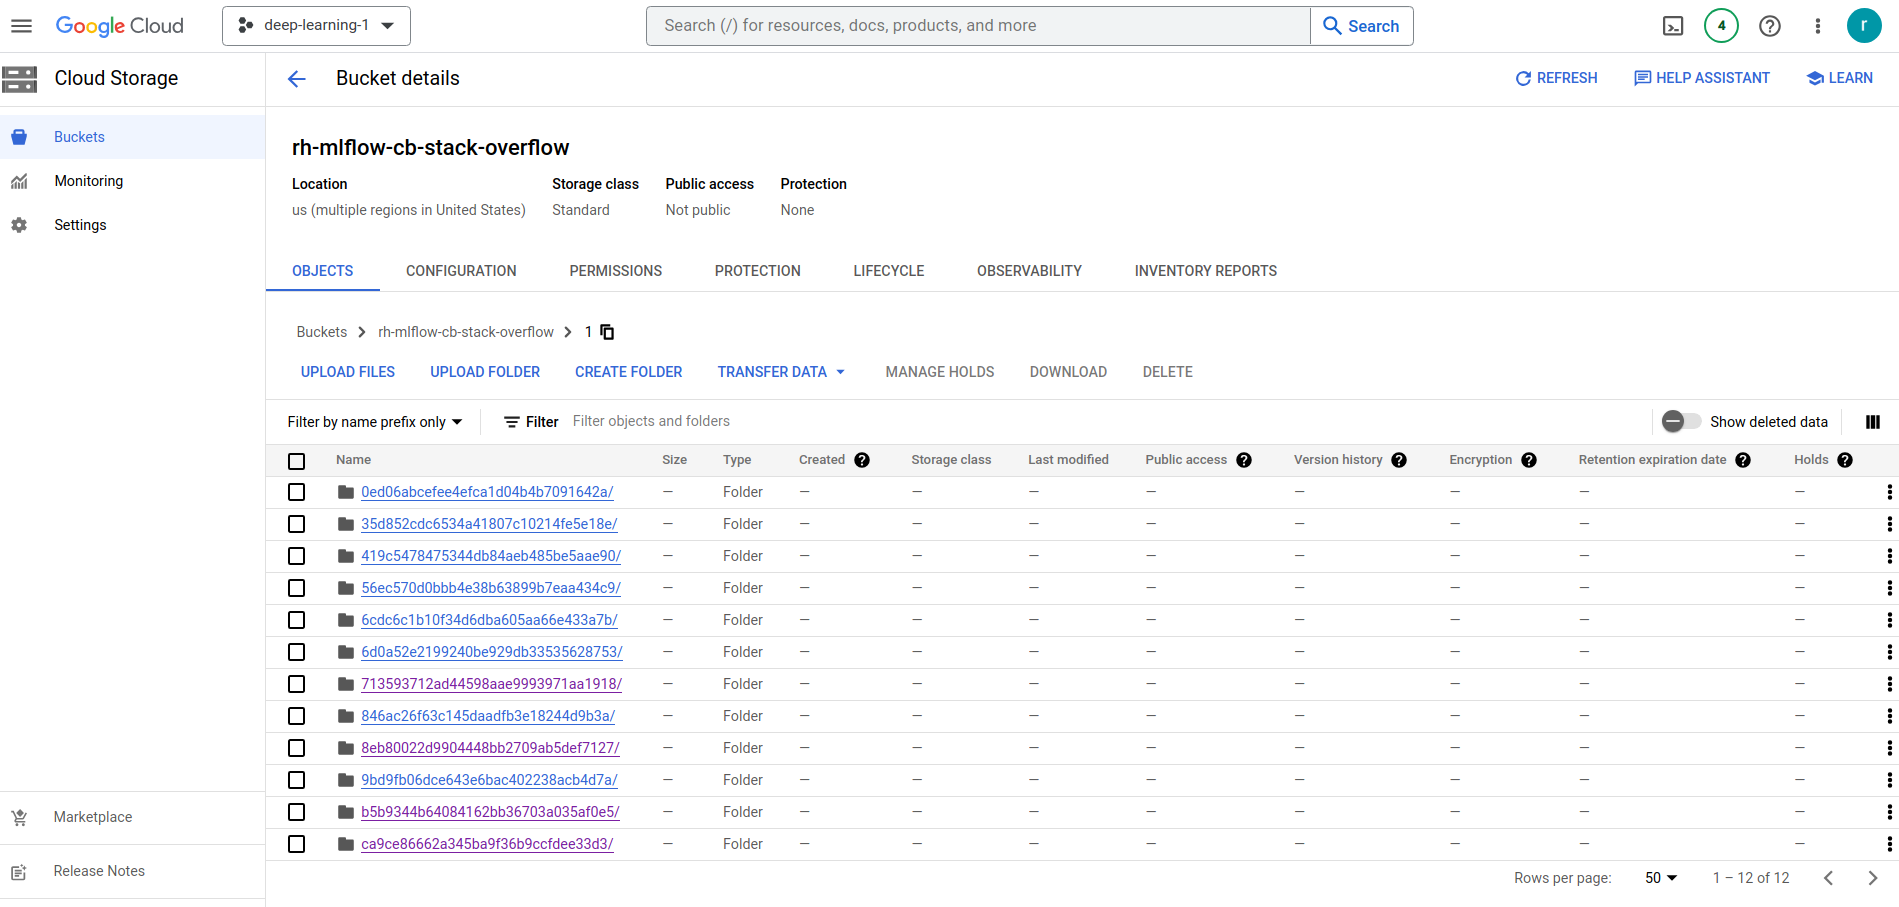 Google Cloud deep-learning-1 Search (/) for resources, docs, products, and more Search 4 r
Cloud Storage Bucket details REFRESH HELP ASSISTANT LEARN
Buckets
Monitoring
Settings
Marketplace
Release Notes
rh-mlflow-cb-stack-overflow
Location Storage class Public access Protection
us (multiple regions in United States) Standard Not public None
OBJECTS CONFIGURATION PERMISSIONS PROTECTION LIFECYCLE OBSERVABILITY INVENTORY REPORTS
Buckets > rh-mlflow-cb-stack-overflow > 1
UPLOAD FILES UPLOAD FOLDER CREATE FOLDER TRANSFER DATA MANAGE HOLDS DOWNLOAD DELETE
Filter by name prefix only Filter Filter objects and folders Show deleted data
Name Size Type Created ? Storage class Last modified Public access ? Version history ? Encryption ? Retention expiration date ? Holds ?
0ed06abcefee4efca1d04b4b7091642a/ — Folder — — — — — — — —
35d852cdc6534a41807c10214fe5e18e/ — Folder — — — — — — — —
419c5478475344db84aeb485be5aae90/ — Folder — — — — — — — —
56ec570d0bbb4e38b63899b7eaa434c9/ — Folder — — — — — — — —
6cdc6c1b10f34d6dba605aa66e433a7b/ — Folder — — — — — — — —
6d0a52e2199240be929db33535628753/ — Folder — — — — — — — —
713593712ad44598aae9993971aa1918/ — Folder — — — — — — — —
846ac26f63c145daadfb3e18244d9b3a/ — Folder — — — — — — — —
8eb80022d9904448bb2709ab5def7127/ — Folder — — — — — — — —
9bd9fb06dce643e6bac402238acb4d7a/ — Folder — — — — — — — —
b5b9344b64084162bb36703a035af0e5/ — Folder — — — — — — — —
ca9ce86662a345ba9f36b9ccfdee33d3/ — Folder — — — — — — — —
Rows per page: 50 1 – 12 of 12